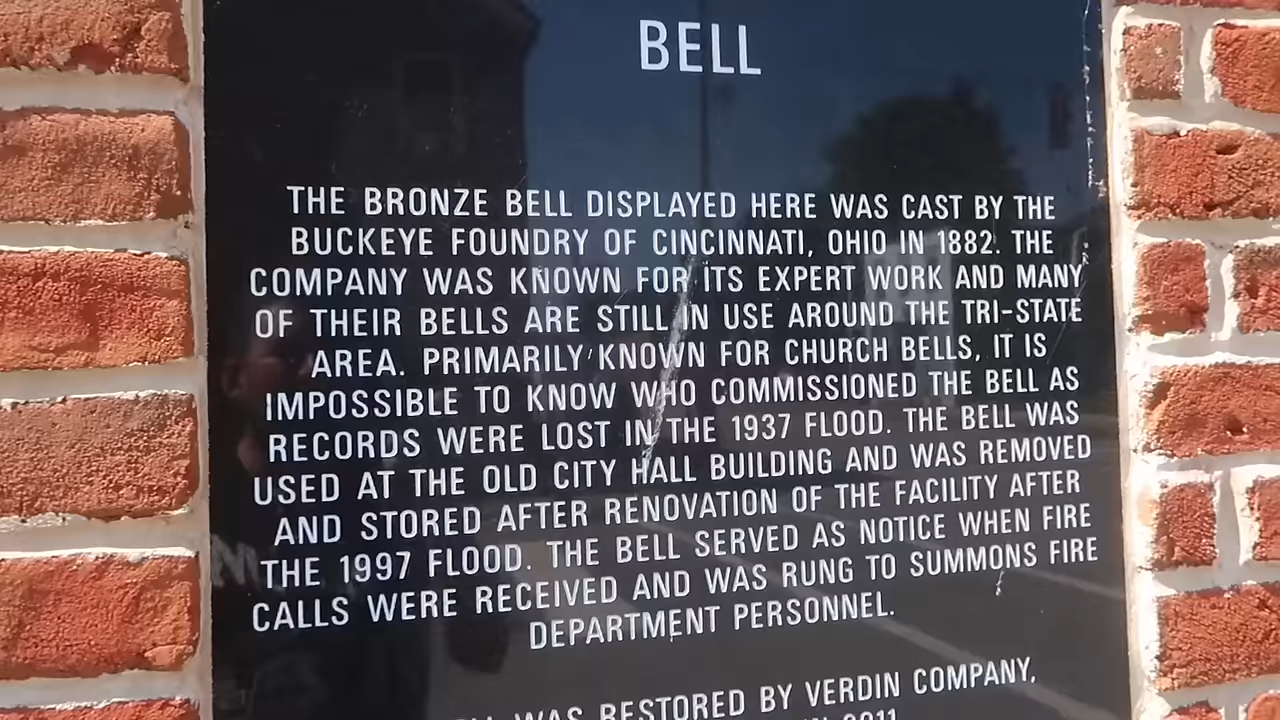 BELL
THE BRONZE BELL DISPLAYED HERE WAS CAST BY THE
BUCKEYE FOUNDRY OF CINCINNATI, OHIO IN 1882. THE
COMPANY WAS KNOWN FOR ITS EXPERT WORK AND MANY
OF THEIR BELLS ARE STILL IN USE AROUND THE TRI-STATE
AREA. PRIMARILY KNOWN FOR CHURCH BELLS, IT IS
IMPOSSIBLE TO KNOW WHO COMMISSIONED THE BELL AS
RECORDS WERE LOST IN THE 1937 FLOOD. THE BELL WAS
USED AT THE OLD CITY HALL BUILDING AND WAS REMOVED
AND STORED AFTER RENOVATION OF THE FACILITY AFTER
THE 1997 FLOOD. THE BELL SERVED AS NOTICE WHEN FIRE
CALLS WERE RECEIVED AND WAS RUNG TO SUMMONS FIRE
DEPARTMENT PERSONNEL.
WAS RESTORED BY VERDIN COMPANY,
IN 2011